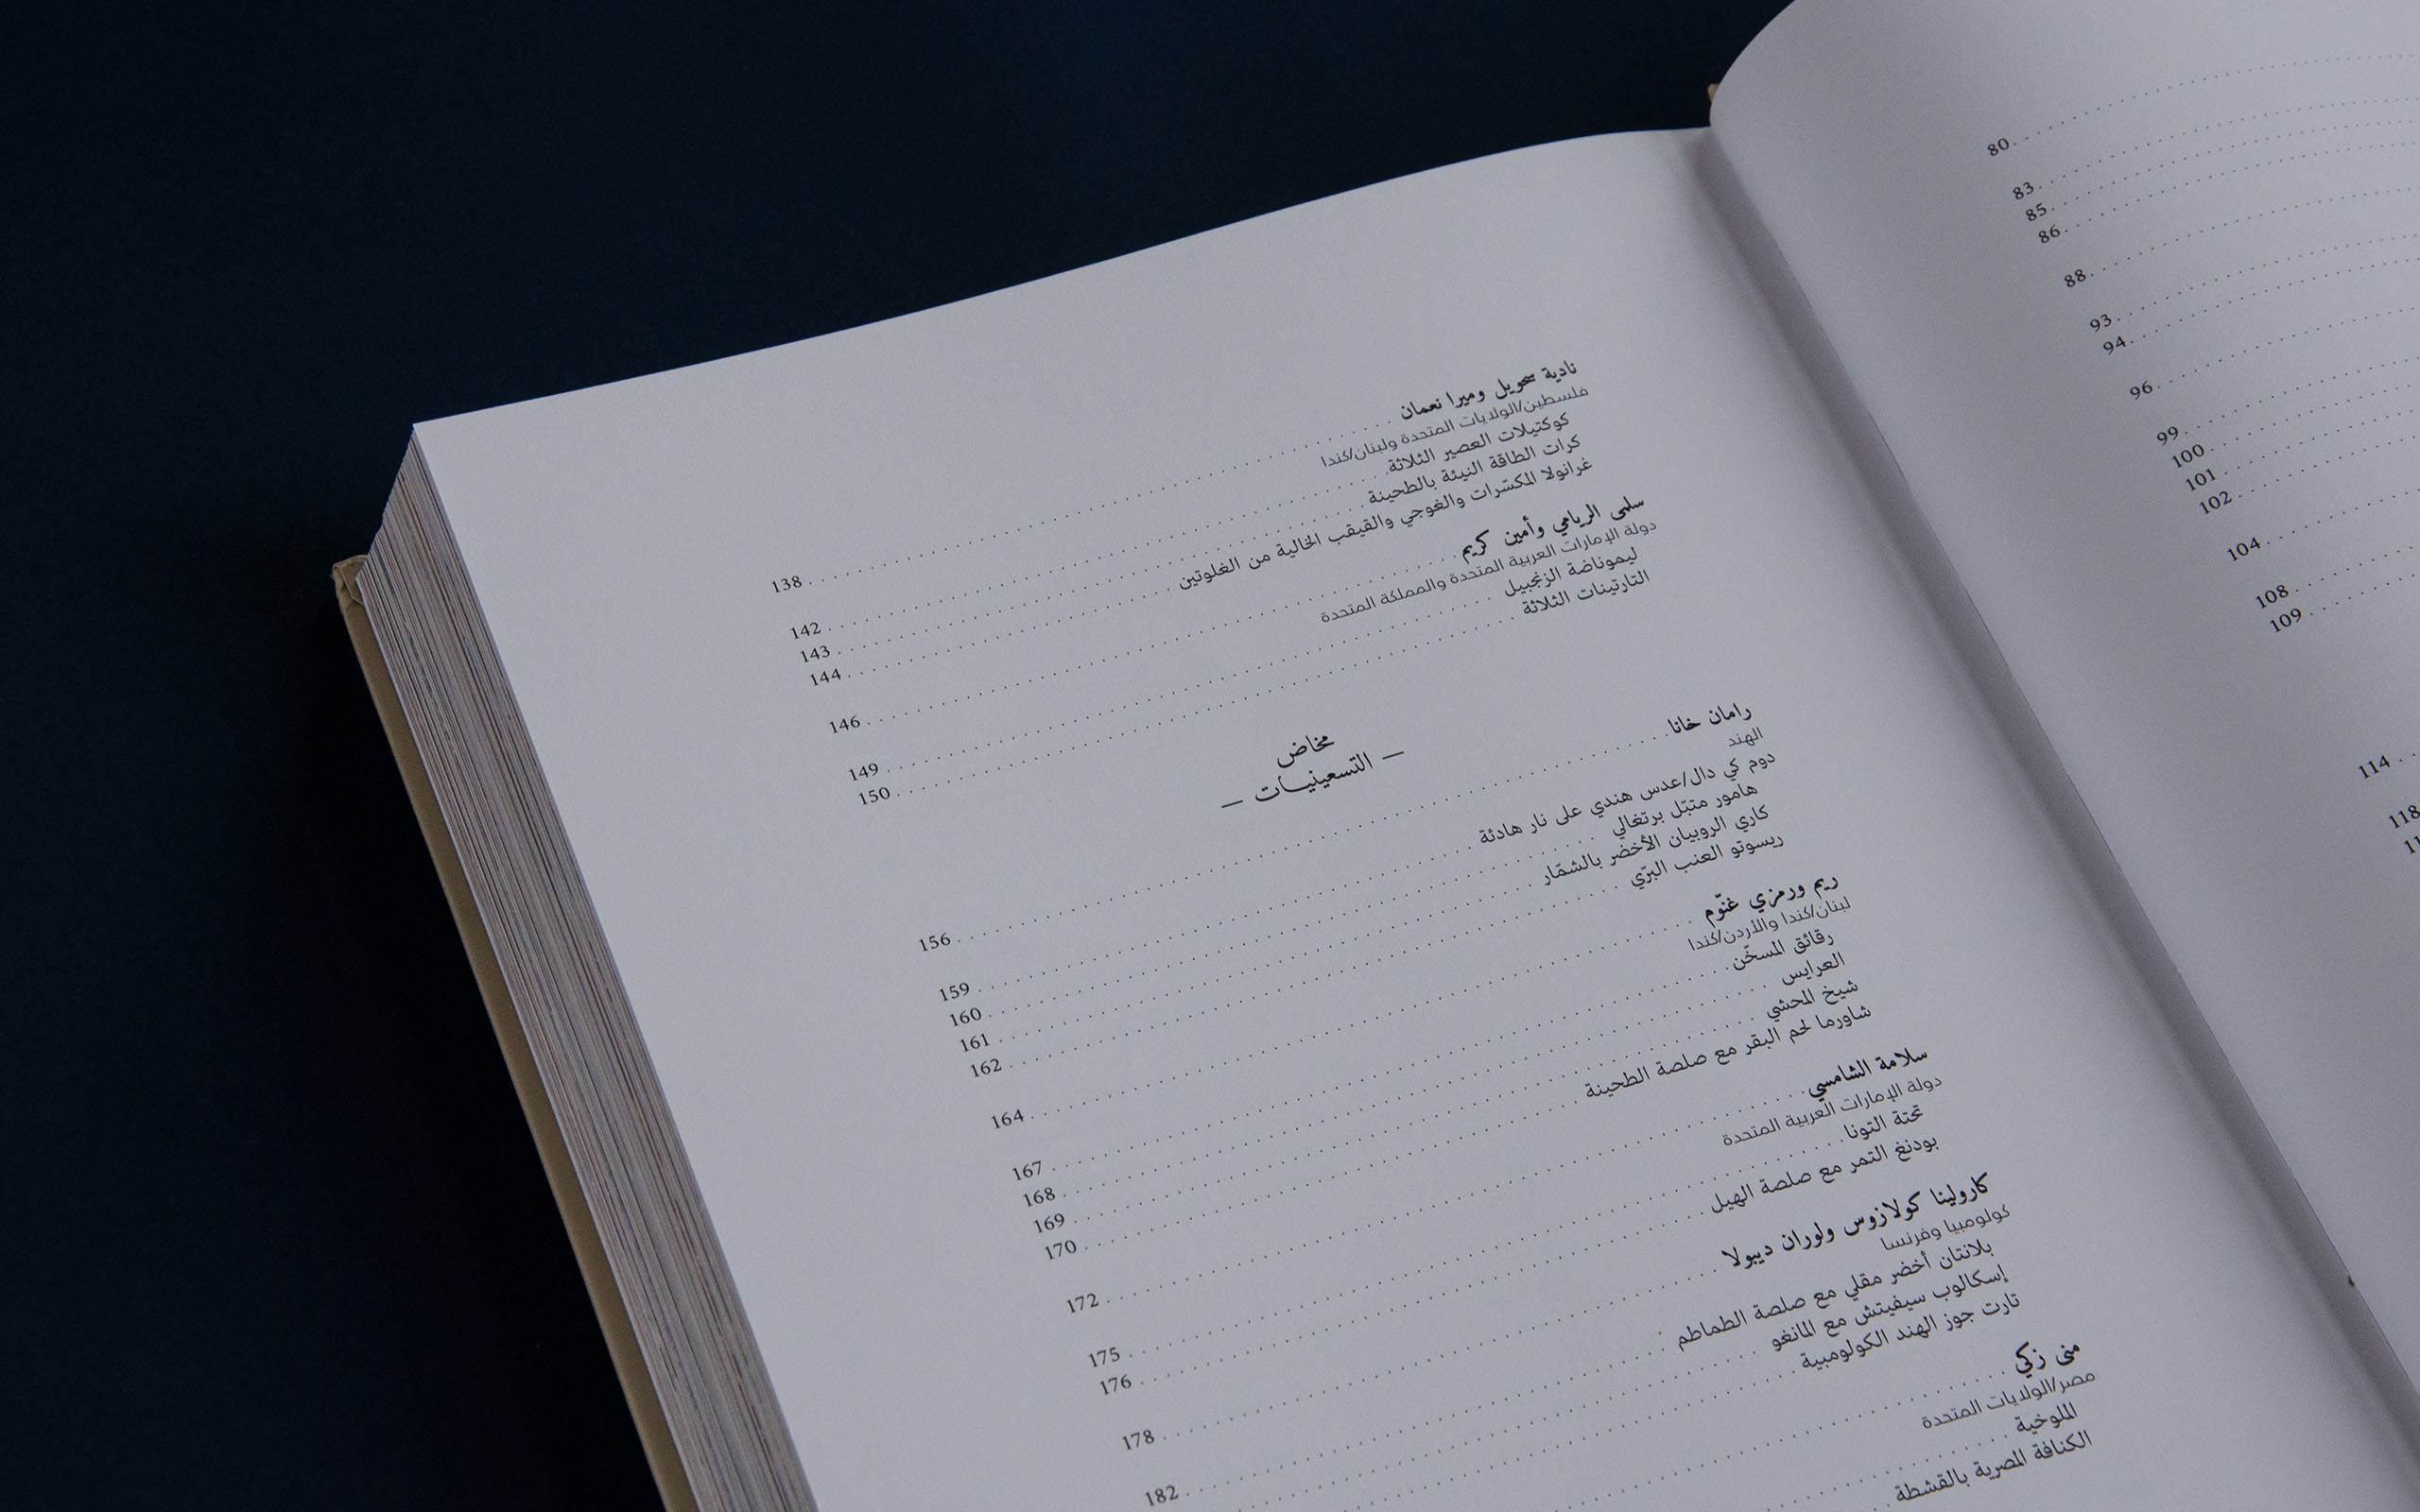 80
83
85
86
88
93
94
96
99
100
101
102
104
108
109
114
118
نادية سحويل وميرا نعمان 138
فلسطين/الولايات المتحدة ولبنان/كندا
كوكتيلات العصير الثلاثة 142
كرات الطاقة النيئة بالطحينة 143
غرانولا المكسّرات والغوجي والقيقب الخالية من الغلوتين 144
سلمى الريامي وأمين كريم 146
دولة الإمارات العربية المتحدة والمملكة المتحدة
ليموناضة الزنجبيل 149
التارتينات الثلاثة 150
مخاض
— التسعينيات —
رامان خانا 156
الهند
دوم كي دال/عدس هندي على نار هادئة 159
هامور متبّل برتغالي 160
كاري الروبيان الأخضر بالشمّار 161
ريسوتو العنب البرّي 162
ريم ورمزي غنّوم 164
لبنان/كندا والأردن/كندا
رقائق المسخّن 167
العرايس 168
شيخ المحشي 169
شاورما لحم البقر مع صلصة الطحينة 170
سلامة الشامسي 172
دولة الإمارات العربية المتحدة
تحتة التونا 175
بودنغ التمر مع صلصة الهيل 176
كارولينا كولازوس ولوران ديبولا 178
كولومبيا وفرنسا
بلانتان أخضر مقلي مع صلصة الطماطم 182
إسكالوب سيفيتش مع المانغو
تارت جوز الهند الكولومبية
منى زكي
مصر/الولايات المتحدة
الملوخية
الكنافة المصرية بالقشطة